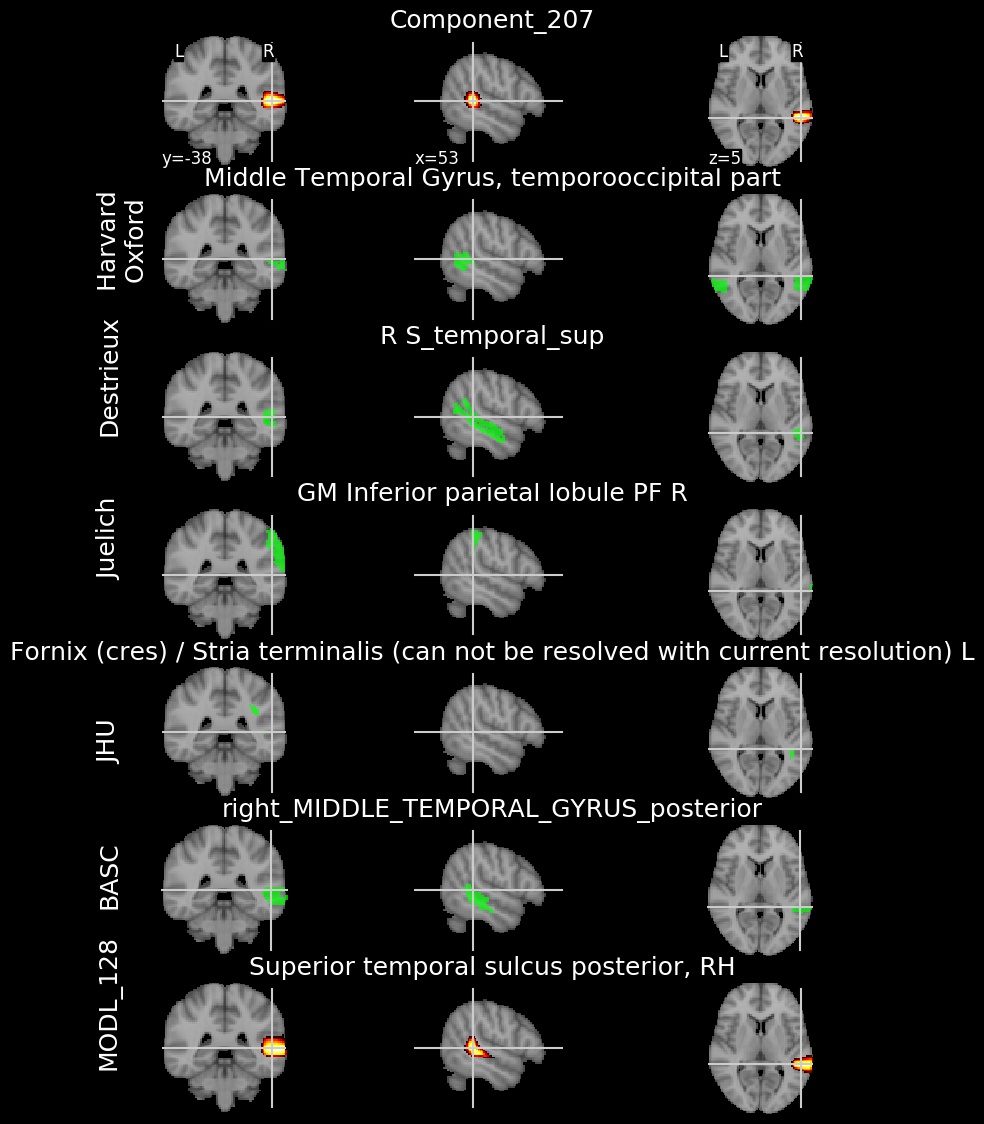 Component_207
L R
L R
y=-38
x=53
z=5
Middle Temporal Gyrus, temporooccipital part
Harvard
Oxford
R S_temporal_sup
Destrieux
GM Inferior parietal lobule PF R
Juelich
Fornix (cres) / Stria terminalis (can not be resolved with current resolution) L
JHU
right_MIDDLE_TEMPORAL_GYRUS_posterior
BASC
Superior temporal sulcus posterior, RH
MODL_128